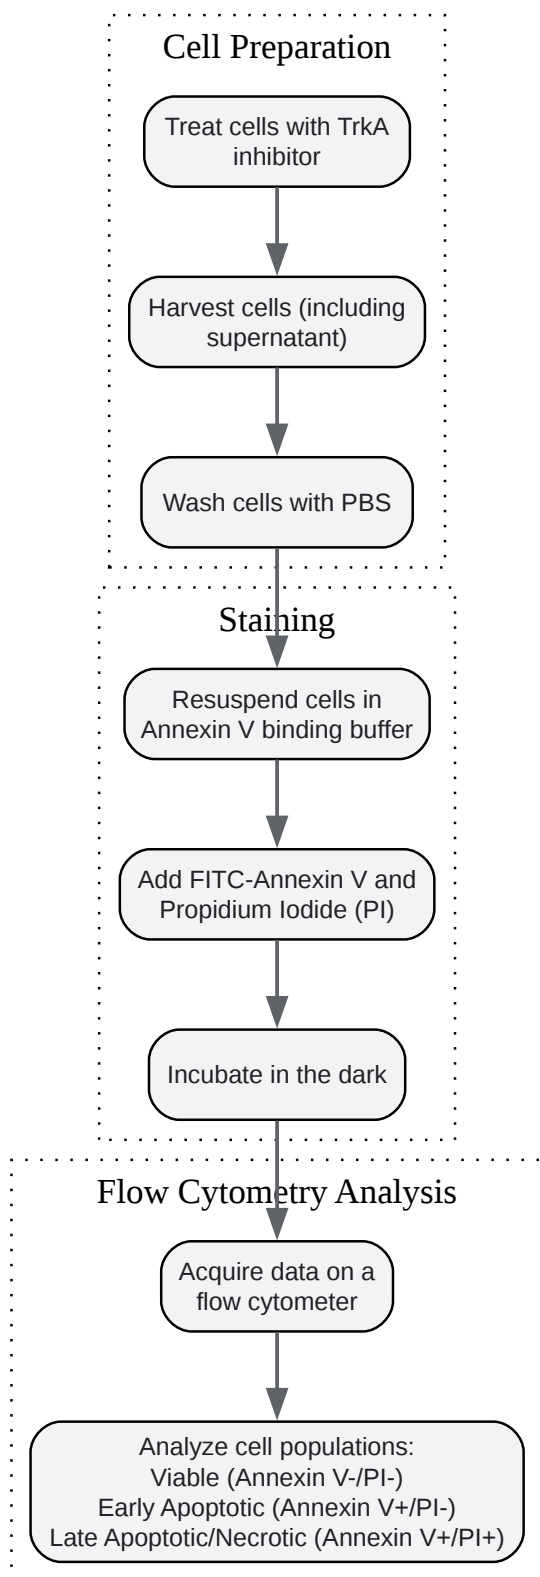 Cell Preparation
Treat cells with TrkA
inhibitor
Harvest cells (including
supernatant)
Wash cells with PBS
Staining
Resuspend cells in
Annexin V binding buffer
Add FITC-Annexin V and
Propidium Iodide (PI)
Incubate in the dark
Flow Cytometry Analysis
Acquire data on a
flow cytometer
Analyze cell populations:
Viable (Annexin V-/PI-)
Early Apoptotic (Annexin V+/PI-)
Late Apoptotic/Necrotic (Annexin V+/PI+)